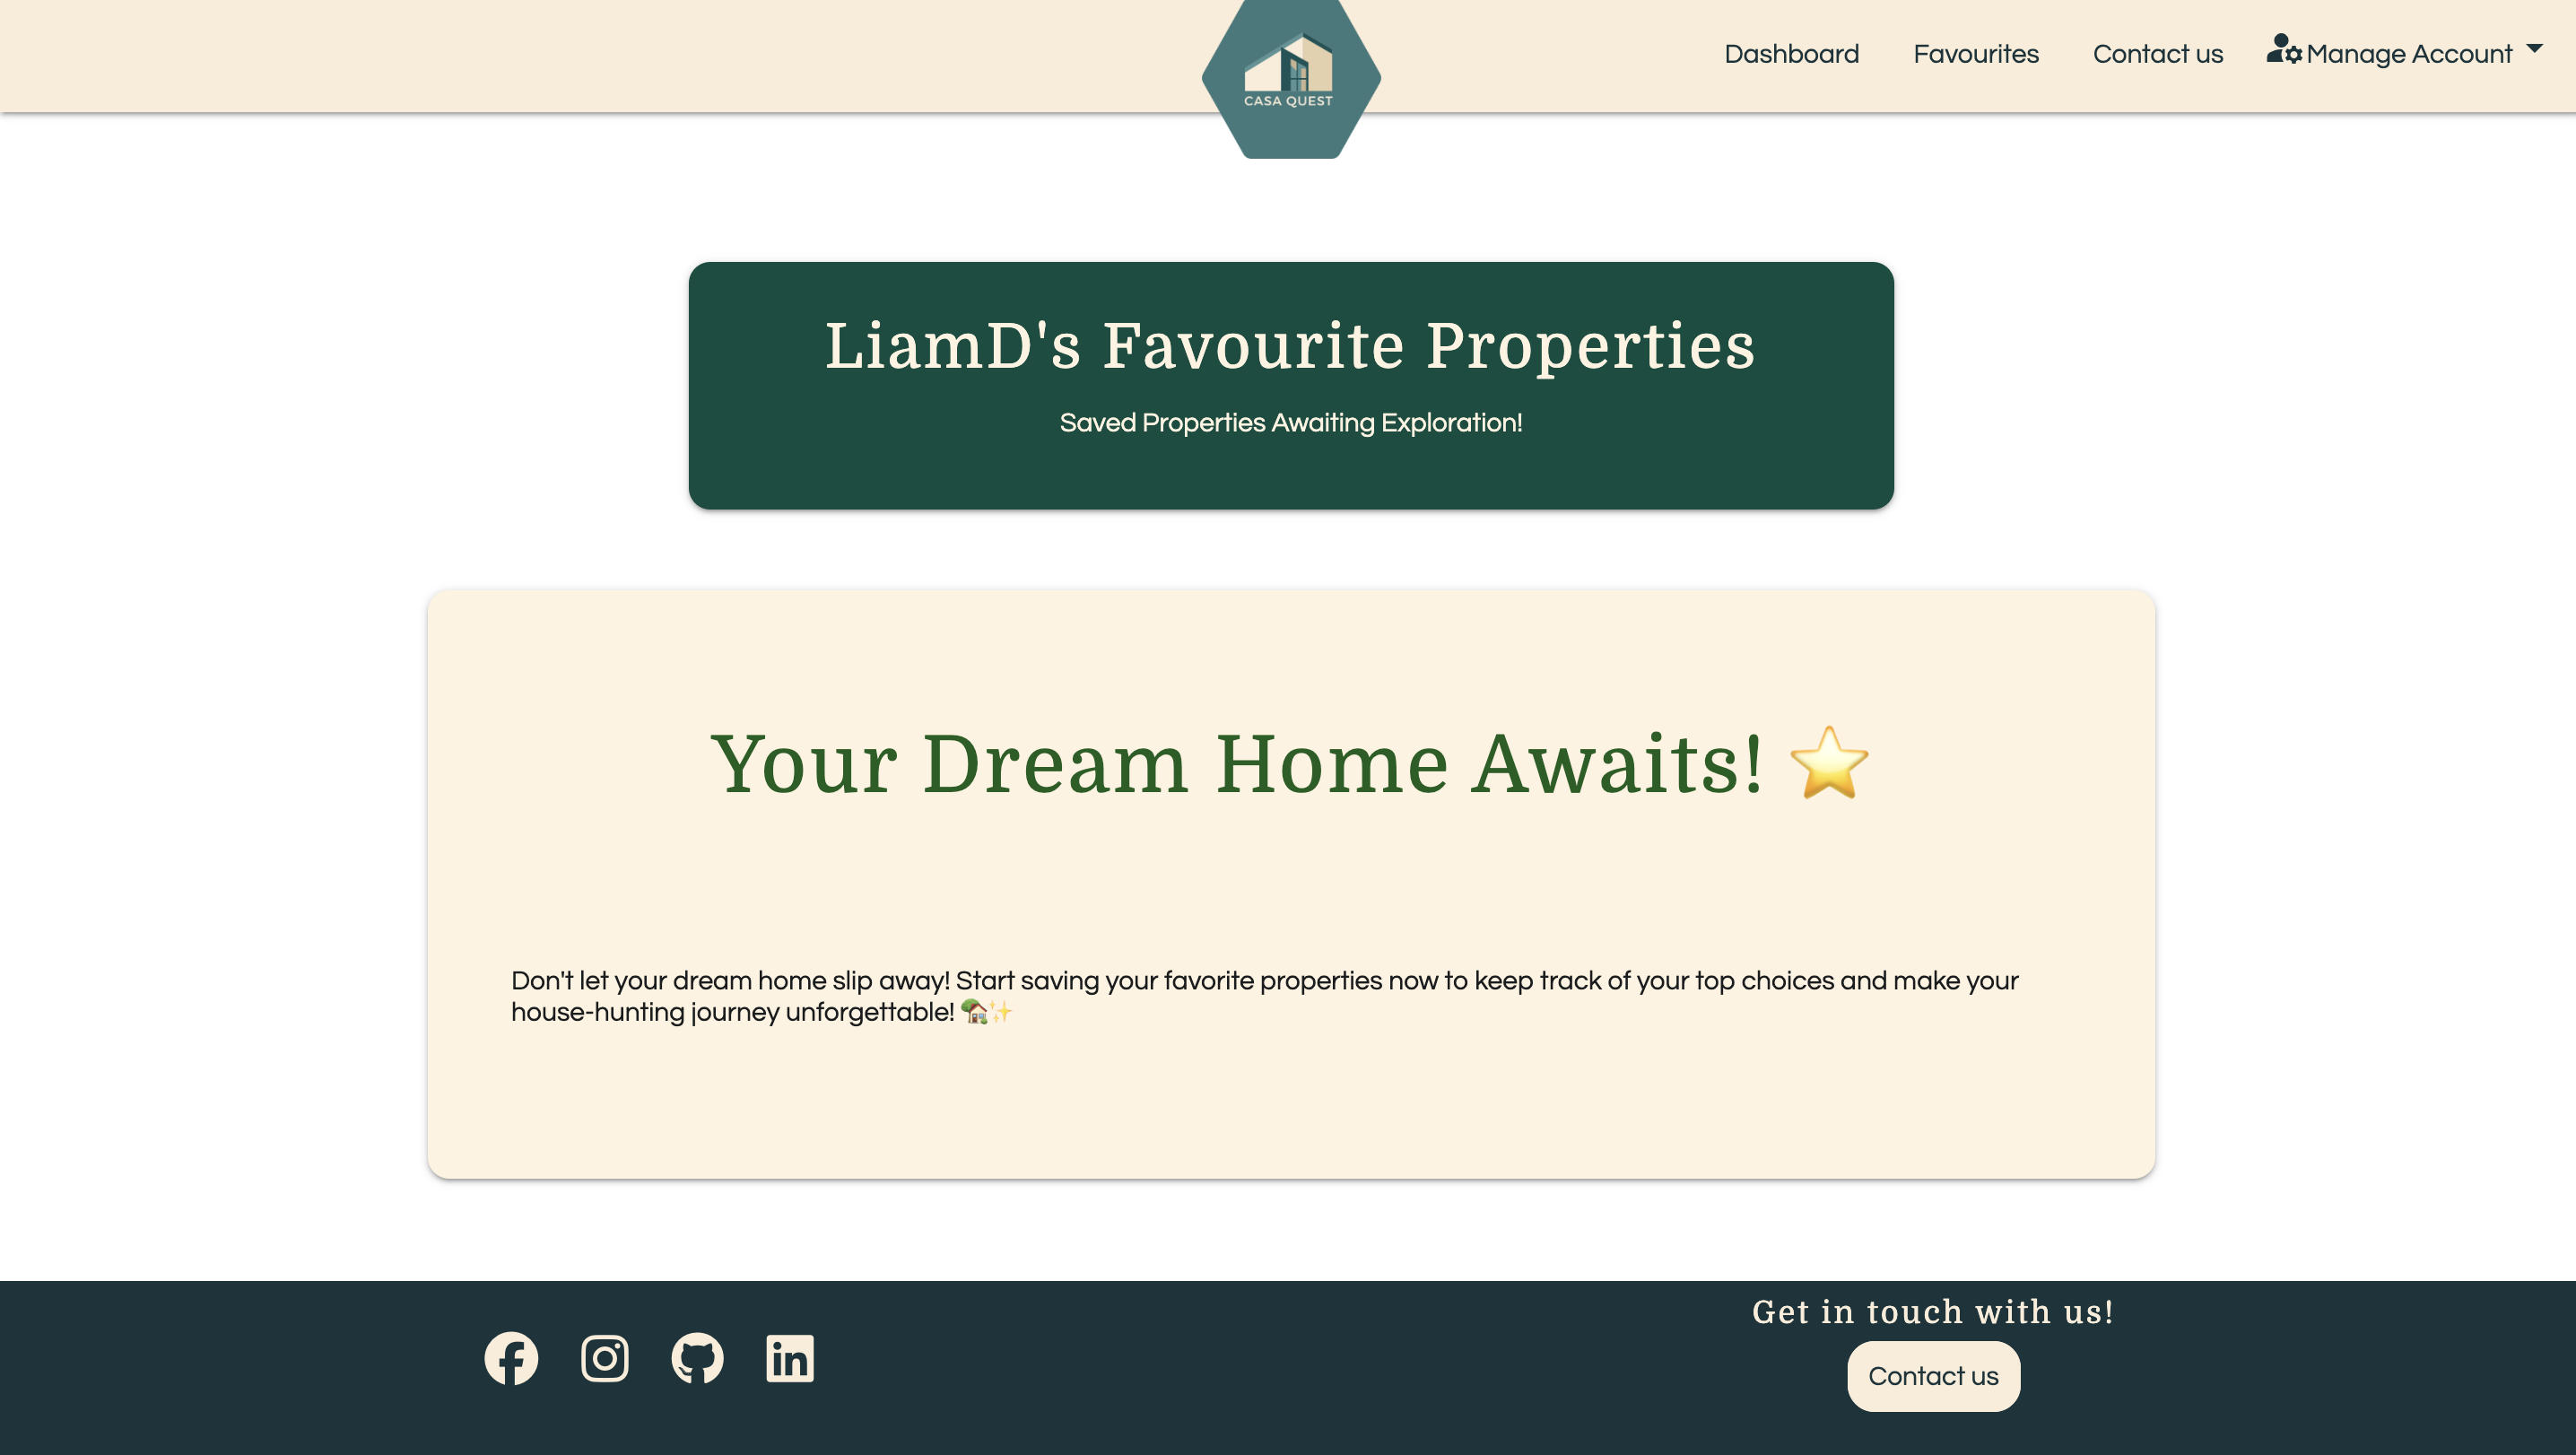 CASA QUEST
Dashboard Favourites Contact us Manage Account
LiamD's Favourite Properties
Saved Properties Awaiting Exploration!
Your Dream Home Awaits! ⭐
Don't let your dream home slip away! Start saving your favorite properties now to keep track of your top choices and make your
house-hunting journey unforgettable! 🏡✨
Get in touch with us!
Contact us